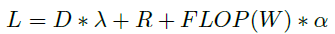 L = D ∗ λ + R + FLOP(W) ∗ α